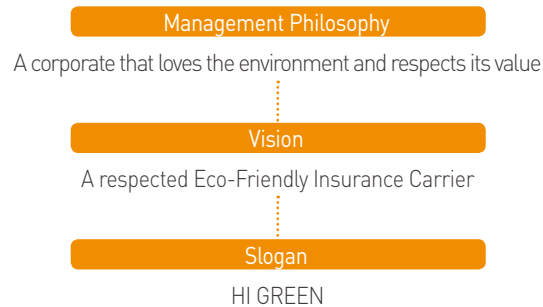 Management Philosophy
A corporate that loves the environment and respects its value
Vision
A respected Eco-Friendly Insurance Carrier
Slogan
HI GREEN